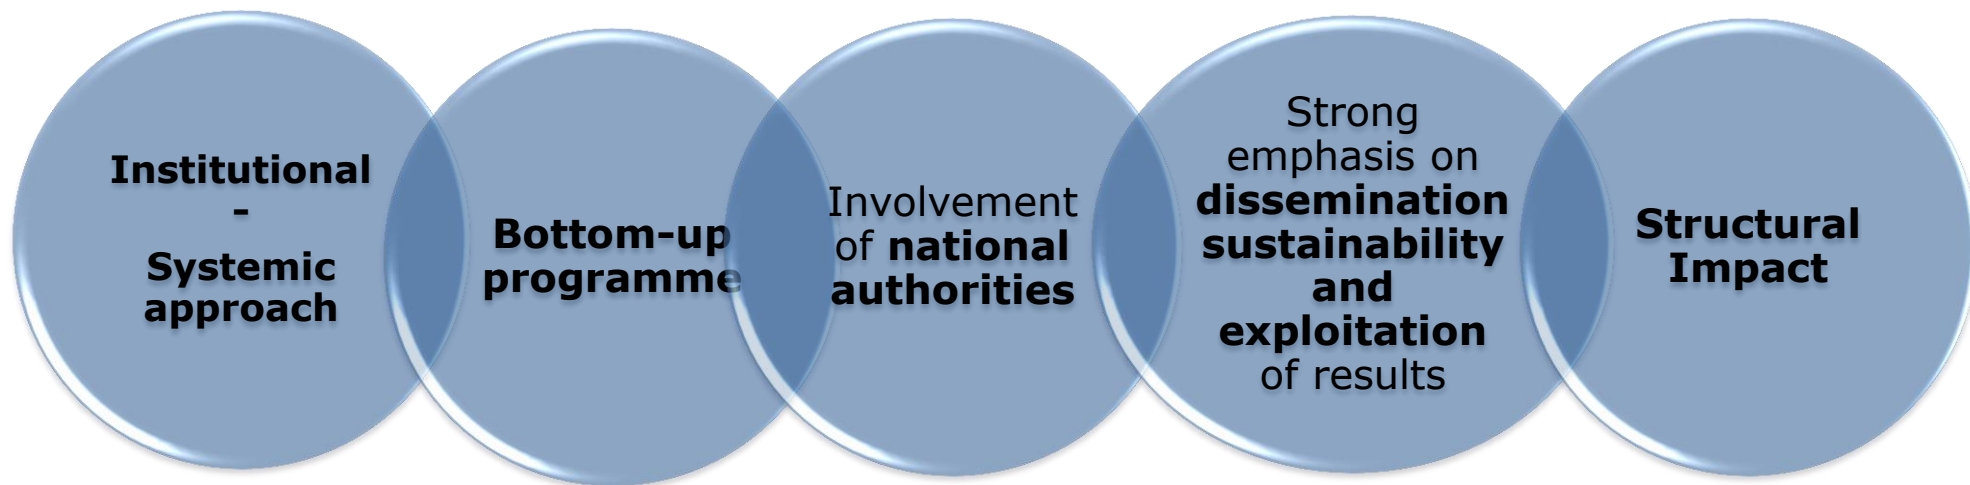 Institutional
-
Systemic
approach
Bottom-up
programme
Involvement
of national
authorities
Strong
emphasis on
dissemination
sustainability
and
exploitation
of results
Structural
Impact